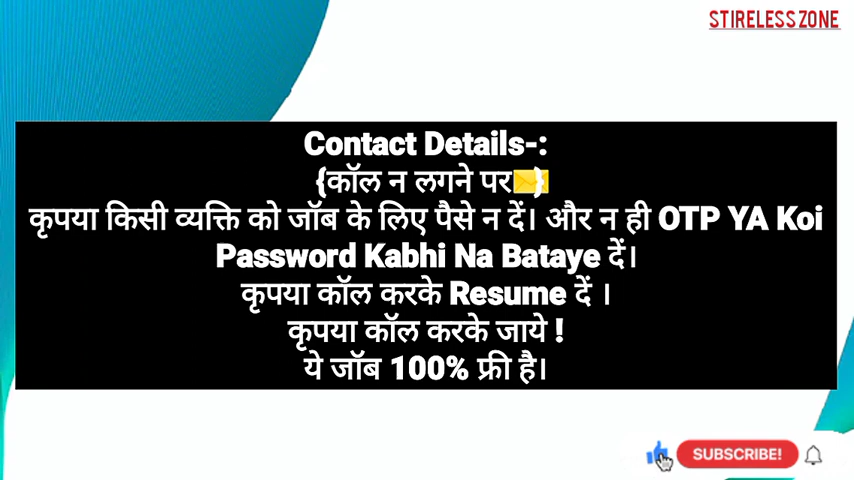 STIRELESS ZONE
Contact Details-:
{कॉल न लगने पर✉️}
कृपया किसी व्यक्ति को जॉब के लिए पैसे न दें। और न ही OTP YA Koi
Password Kabhi Na Bataye दें।
कृपया कॉल करके Resume दें ।
कृपया कॉल करके जाये !
ये जॉब 100% फ्री है।
SUBSCRIBE!